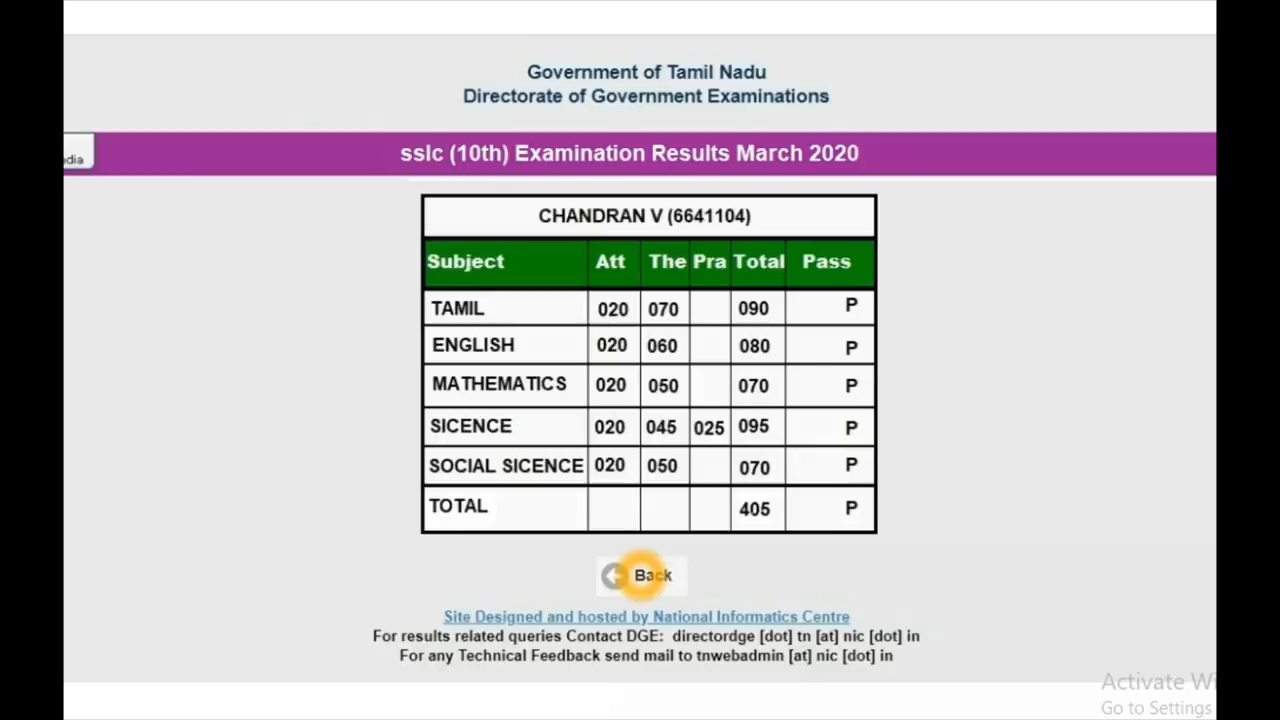 Government of Tamil Nadu
Directorate of Government Examinations
dia
sslc (10th) Examination Results March 2020
CHANDRAN V (6641104)
Subject Att The Pra Total Pass
TAMIL 020 070 090 P
ENGLISH 020 060 080 P
MATHEMATICS 020 050 070 P
SICENCE 020 045 025 095 P
SOCIAL SICENCE 020 050 070 P
TOTAL 405 P
Back
Site Designed and hosted by National Informatics Centre
For results related queries Contact DGE: directordge [dot] tn [at] nic [dot] in
For any Technical Feedback send mail to tnwebadmin [at] nic [dot] in
Activate Wi
Go to Settings